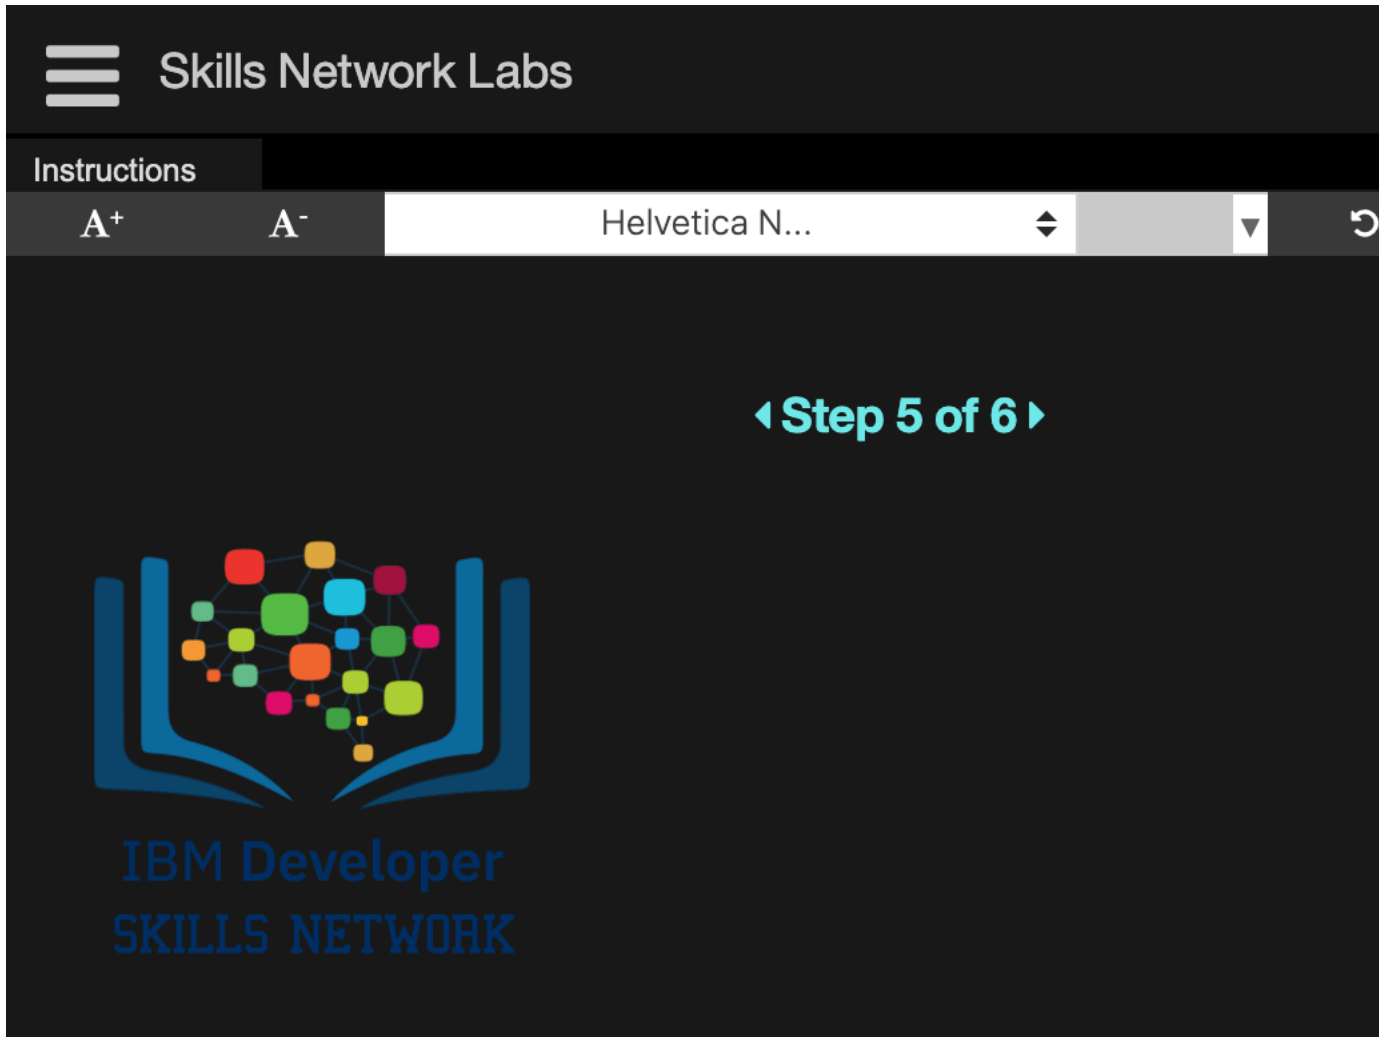 Skills Network Labs
Instructions
A+ A- Helvetica N...
Step 5 of 6
IBM Developer
SKILLS NETWORK